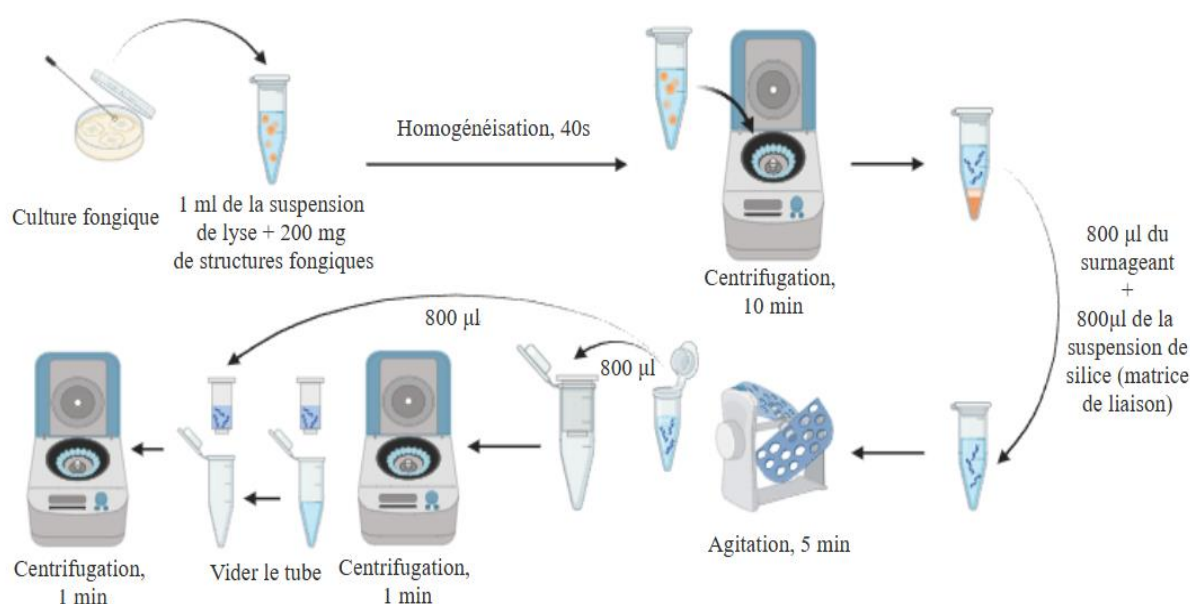 Culture fongique
1 ml de la suspension
de lyse + 200 mg
de structures fongiques
Homogénéisation, 40s
Centrifugation,
10 min
800 µl du
surnageant
+
800µl de la
suspension de
silice (matrice
de liaison)
Agitation, 5 min
800 µl
800 µl
Centrifugation,
1 min
Vider le tube
Centrifugation,
1 min